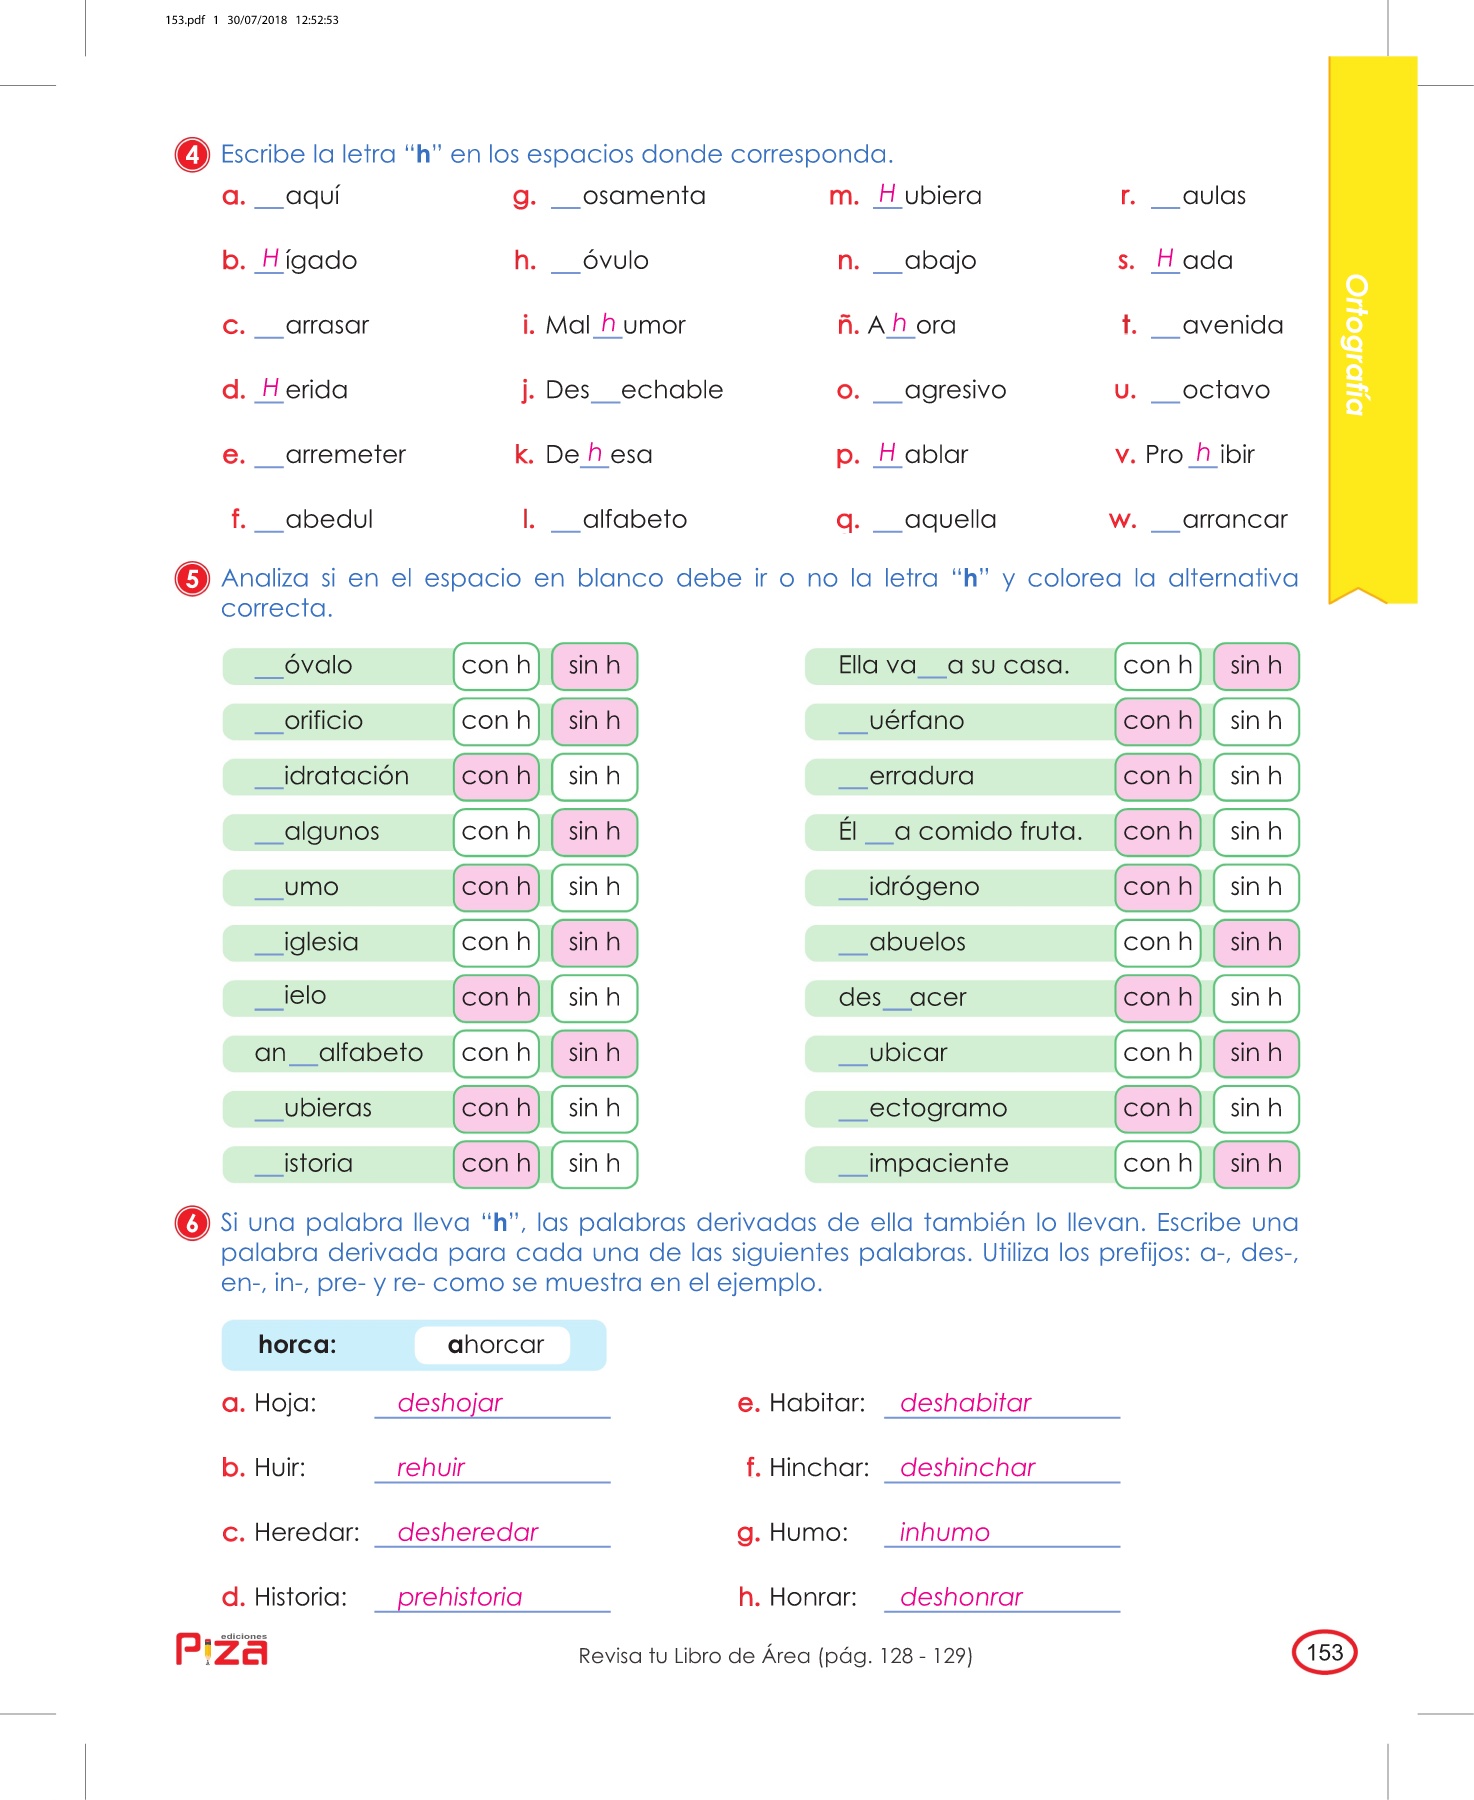 153.pdf 1 30/07/2018 12:52:53
Ortografía
4 Escribe la letra “h” en los espacios donde corresponda.
a. __aquí g. __osamenta m. H ubiera r. __aulas
b. H ígado h. __óvulo n. __abajo s. H ada
c. __arrasar i. Mal h umor ñ. A h ora t. __avenida
d. H erida j. Des__echable o. __agresivo u. __octavo
e. __arremeter k. De h esa p. H ablar v. Pro h ibir
f. __abedul l. __alfabeto q. __aquella w. __arrancar
5 Analiza si en el espacio en blanco debe ir o no la letra “h” y colorea la alternativa
correcta.
__óvalo con h sin h Ella va__a su casa. con h sin h
__orificio con h sin h __uérfano con h sin h
__idratación con h sin h __erradura con h sin h
__algunos con h sin h Él __a comido fruta. con h sin h
__umo con h sin h __idrógeno con h sin h
__iglesia con h sin h __abuelos con h sin h
__ielo con h sin h des__acer con h sin h
an__alfabeto con h sin h __ubicar con h sin h
__ubieras con h sin h __ectogramo con h sin h
__istoria con h sin h __impaciente con h sin h
6 Si una palabra lleva “h”, las palabras derivadas de ella también lo llevan. Escribe una
palabra derivada para cada una de las siguientes palabras. Utiliza los prefijos: a-, des-,
en-, in-, pre- y re- como se muestra en el ejemplo.
horca: ahorcar
a. Hoja: deshojar e. Habitar: deshabitar
b. Huir: rehuir f. Hinchar: deshinchar
c. Heredar: desheredar g. Humo: inhumo
d. Historia: prehistoria h. Honrar: deshonrar
ediciones
Piza
Revisa tu Libro de Área (pág. 128 - 129)
153